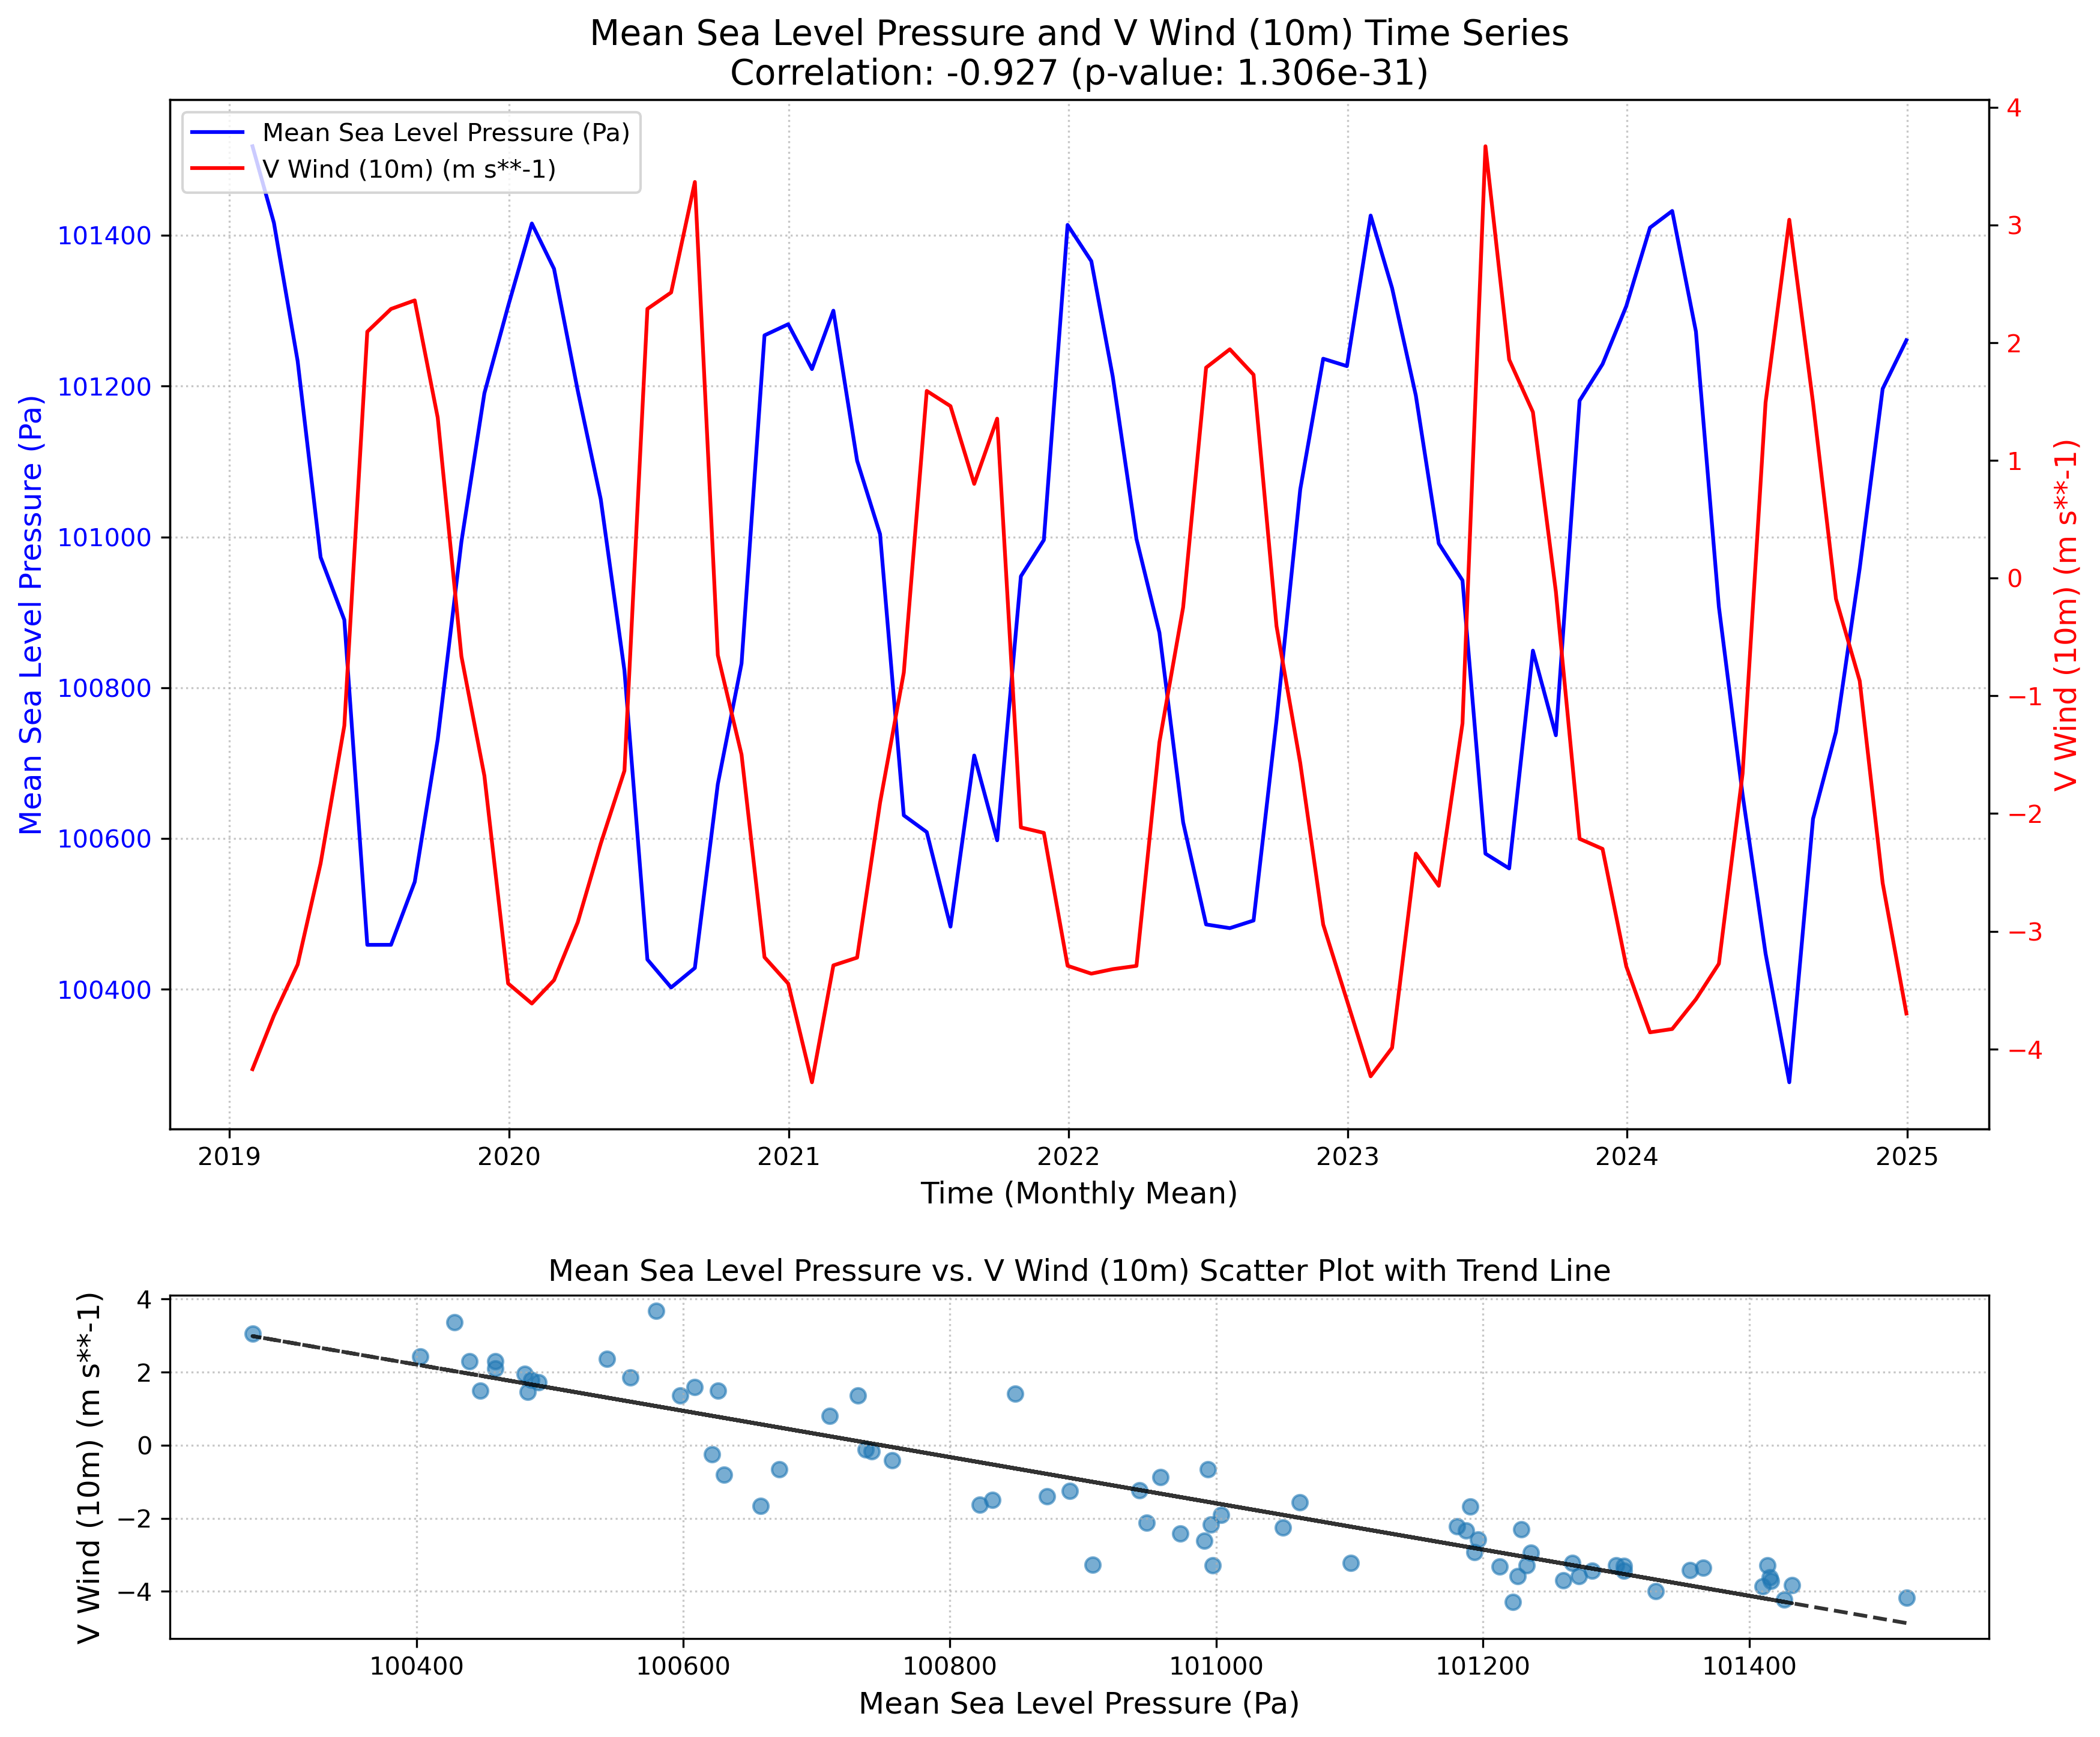 Mean Sea Level Pressure and V Wind (10m) Time Series
Correlation: -0.927 (p-value: 1.306e-31)
Mean Sea Level Pressure (Pa)
V Wind (10m) (m s**-1)
Mean Sea Level Pressure (Pa)
101400
101200
101000
100800
100600
100400
4
3
2
1
0
−1
−2
−3
−4
V Wind (10m) (m s**-1)
2019 2020 2021 2022 2023 2024 2025
Time (Monthly Mean)
Mean Sea Level Pressure vs. V Wind (10m) Scatter Plot with Trend Line
V Wind (10m) (m s**-1)
4
2
0
−2
−4
100400 100600 100800 101000 101200 101400
Mean Sea Level Pressure (Pa)